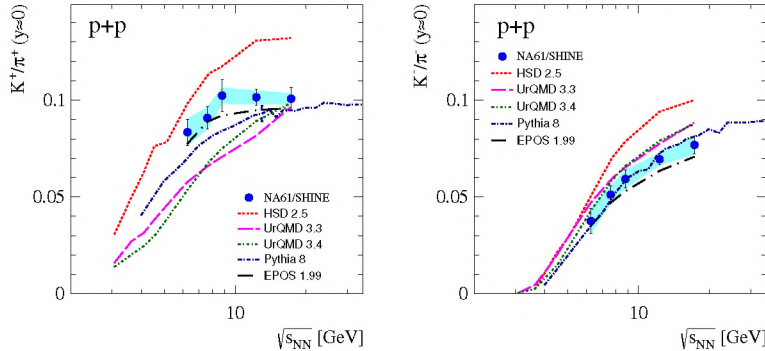 p+p
K⁺/π⁺ (y≈0)
0.1
0.05
0
NA61/SHINE
HSD 2.5
UrQMD 3.3
UrQMD 3.4
Pythia 8
EPOS 1.99
10
√sNN [GeV]
p+p
K⁻/π⁻ (y≈0)
NA61/SHINE
HSD 2.5
UrQMD 3.3
UrQMD 3.4
Pythia 8
EPOS 1.99
0.1
0.05
0
10
√sNN [GeV]